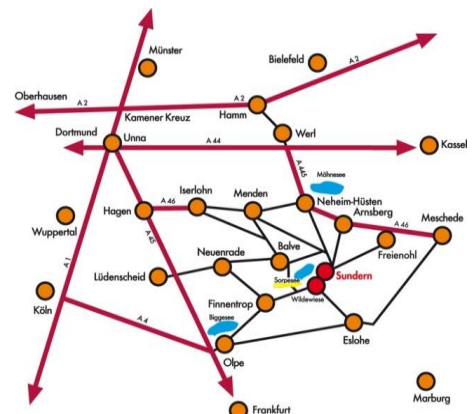 Münster
Bielefeld
A 2
Oberhausen
A 2
A 2
Kamener Kreuz
Hamm
Dortmund
Unna
Werl
A 44
Kassel
A 445
Möhnesee
Iserlohn
Menden
Neheim-Hüsten
A 46
Arnsberg
Hagen
A 46
Meschede
Wuppertal
A 45
Balve
Freienohl
Neuenrade
A 1
Lüdenscheid
Sorpesee
Sundern
Wildewiese
Köln
Finnentrop
A 4
Biggesee
Eslohe
Olpe
Marburg
Frankfurt